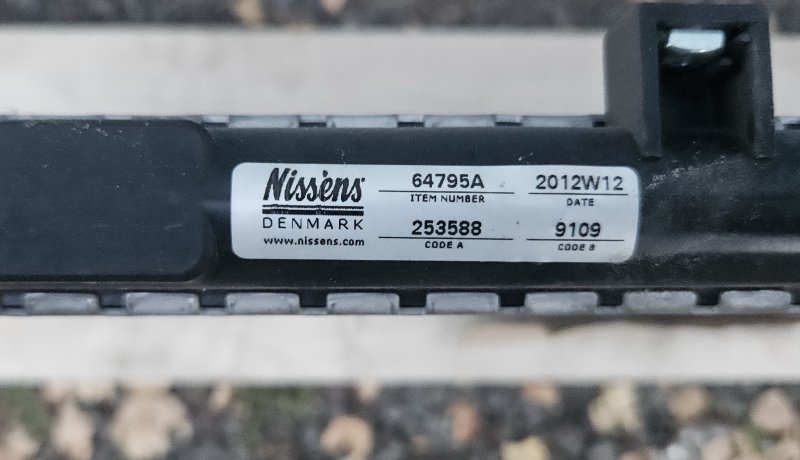 Nissens
DENMARK
www.nissens.com
64795A
ITEM NUMBER
2012W12
DATE
253588
CODE A
9109
CODE B